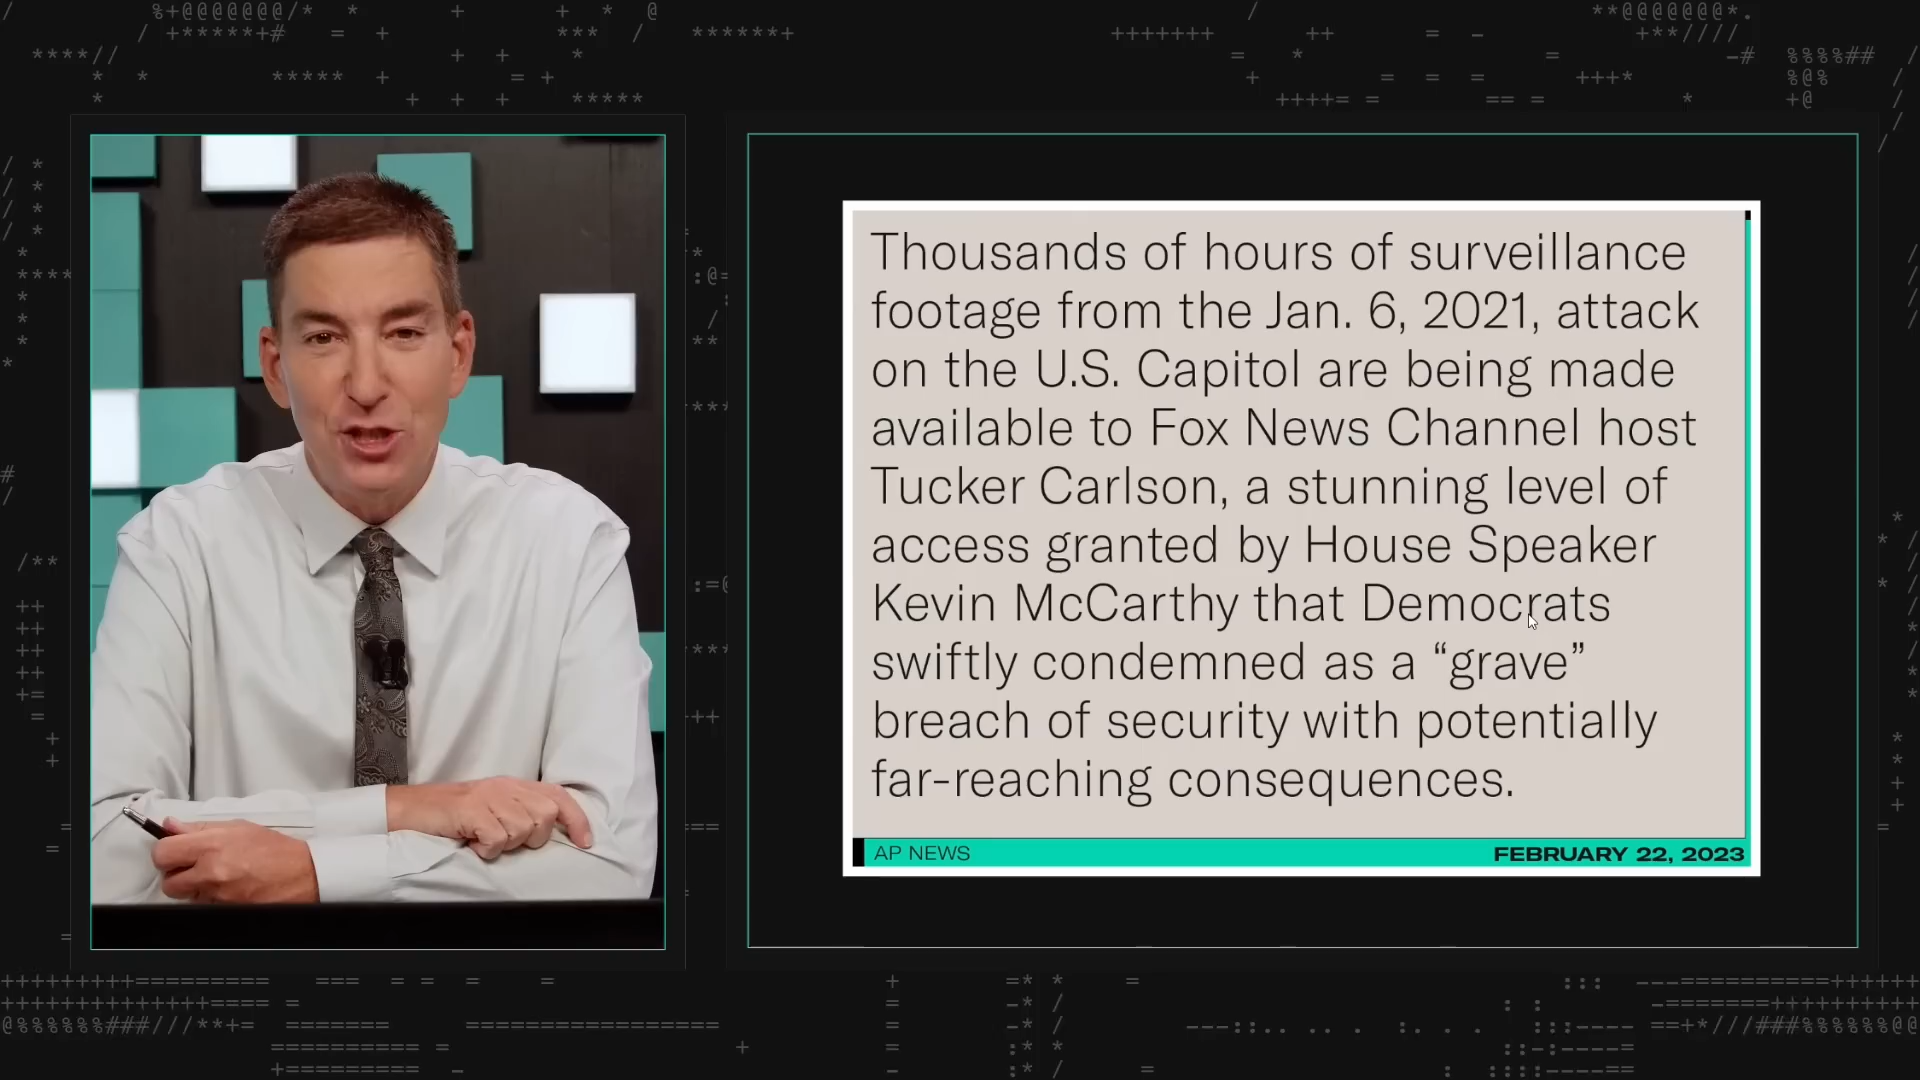 Thousands of hours of surveillance
footage from the Jan. 6, 2021, attack
on the U.S. Capitol are being made
available to Fox News Channel host
Tucker Carlson, a stunning level of
access granted by House Speaker
Kevin McCarthy that Democrats
swiftly condemned as a “grave”
breach of security with potentially
far-reaching consequences.
AP NEWS
FEBRUARY 22, 2023